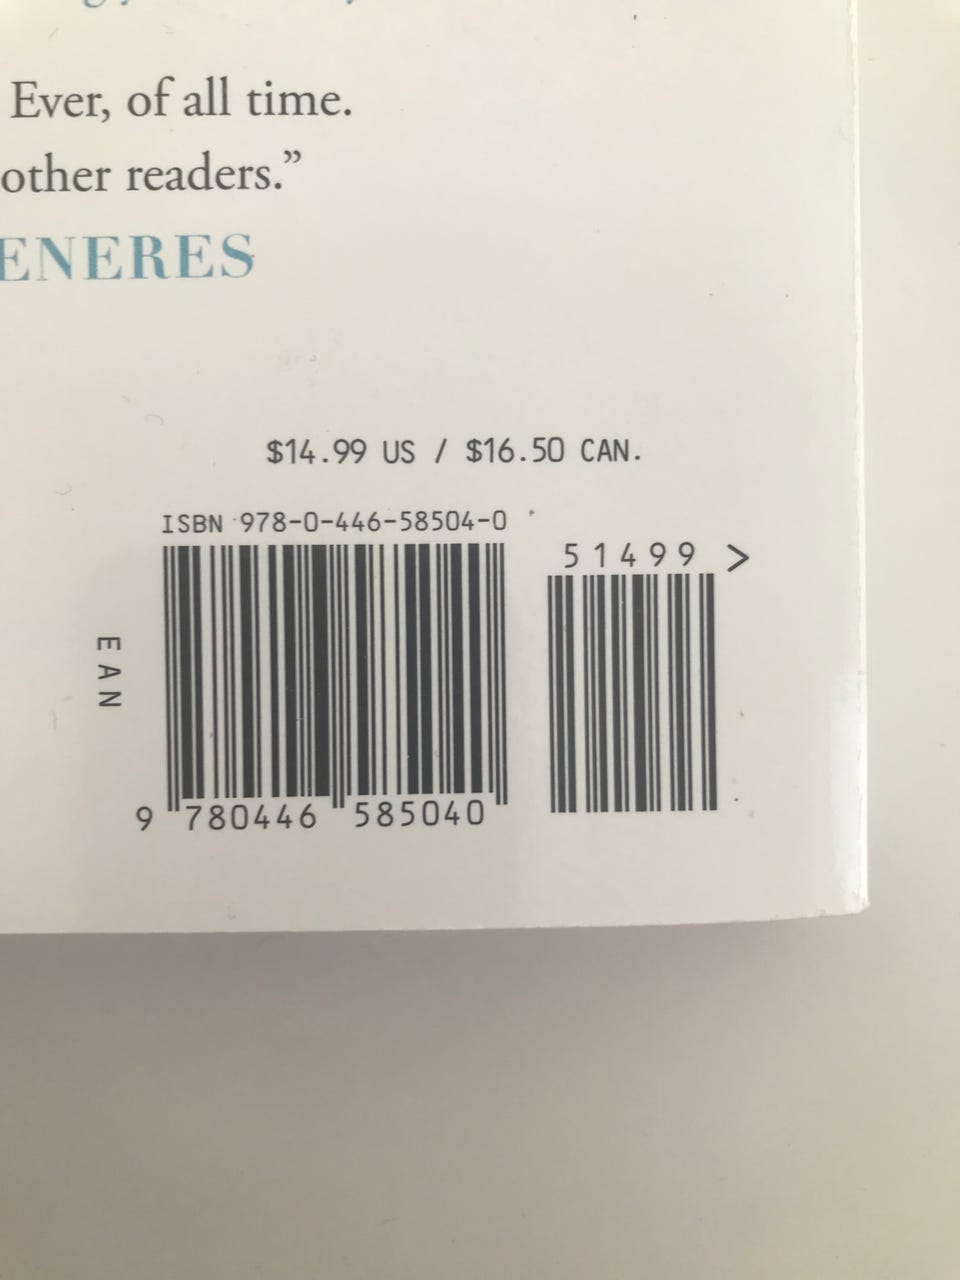 Ever, of all time.
other readers.”
ENERES
$14.99 US / $16.50 CAN.
ISBN 978-0-446-58504-0
51499 >
EAN
9 780446 585040